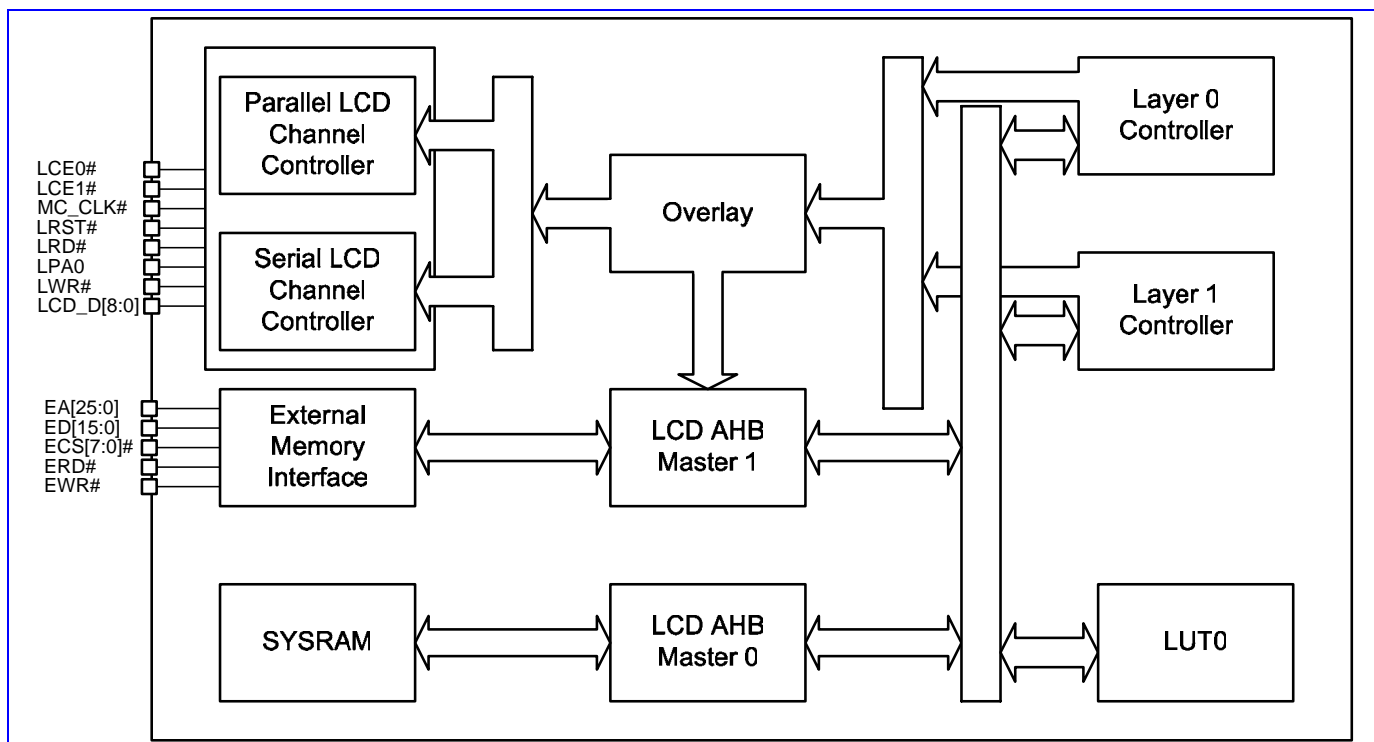 Parallel LCD
Channel
Controller
Serial LCD
Channel
Controller
LCE0#
LCE1#
MC_CLK#
LRST#
LRD#
LPA0
LWR#
LCD_D[8:0]
Overlay
Layer 0
Controller
Layer 1
Controller
EA[25:0]
ED[15:0]
ECS[7:0]#
ERD#
EWR#
External
Memory
Interface
LCD AHB
Master 1
SYSRAM
LCD AHB
Master 0
LUT0